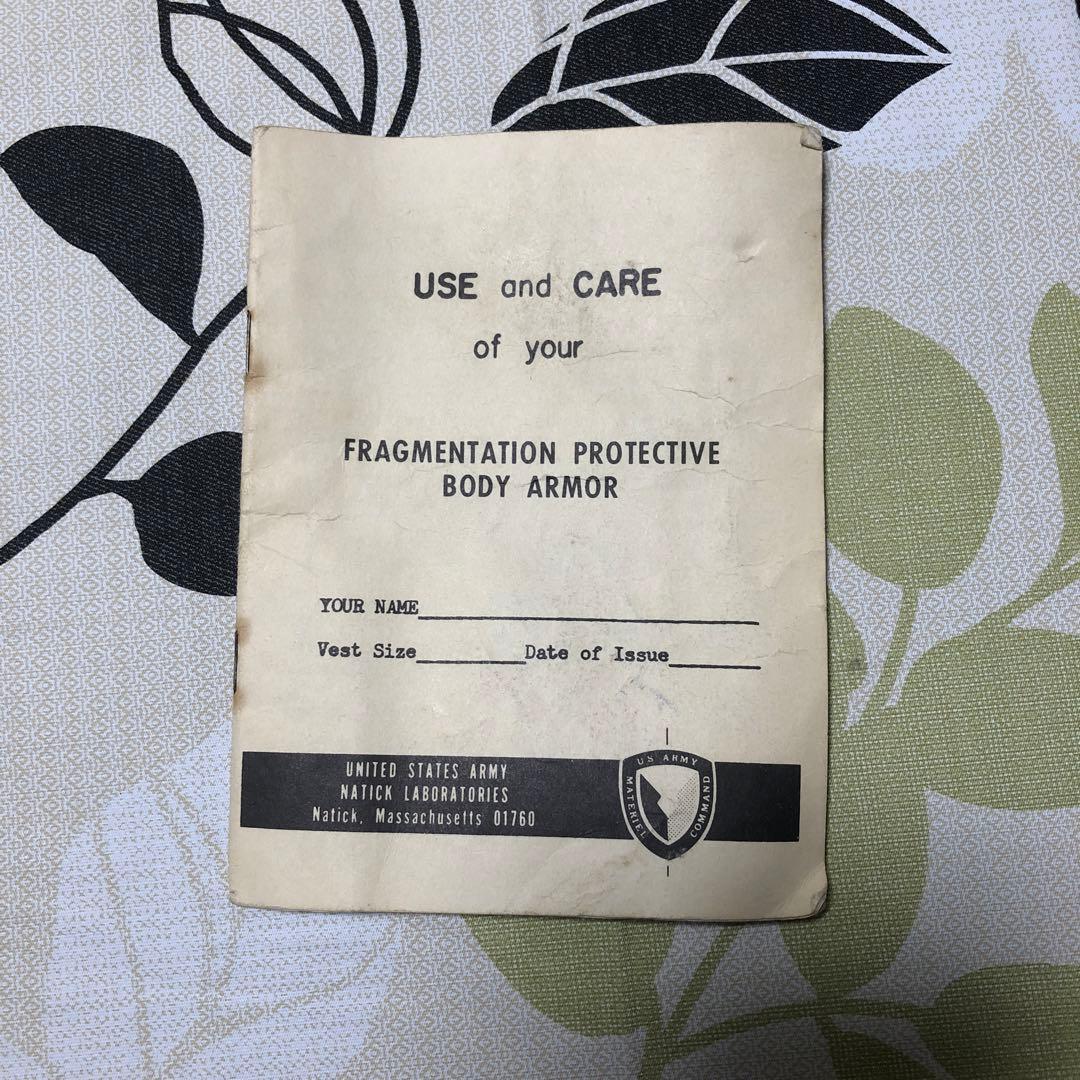 USE and CARE
of your
FRAGMENTATION PROTECTIVE
BODY ARMOR
YOUR NAME
Vest Size Date of Issue
UNITED STATES ARMY
NATICK LABORATORIES
Natick, Massachusetts 01760
US ARMY
MATERIEL
COMMAND